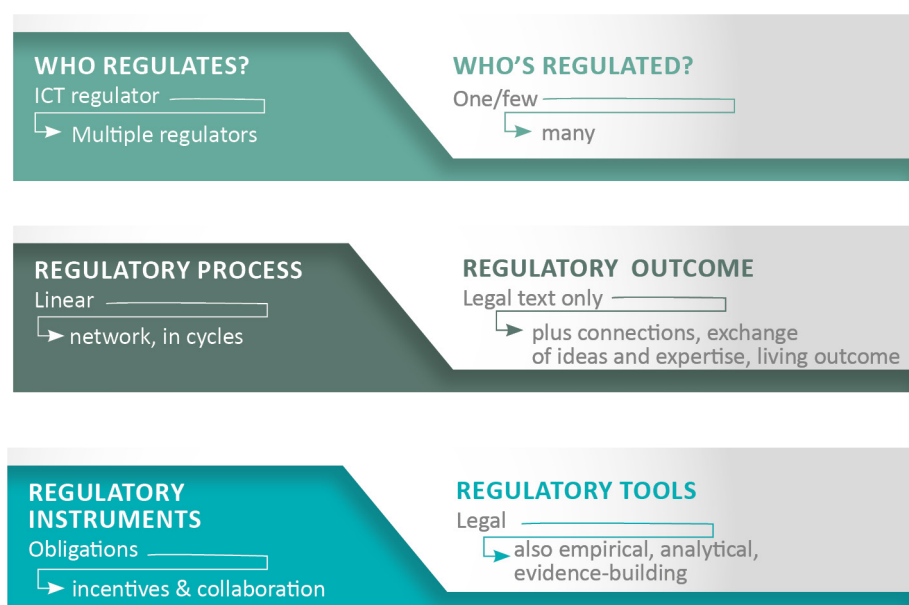 WHO REGULATES?
ICT regulator
Multiple regulators
WHO'S REGULATED?
One/few
many
REGULATORY PROCESS
Linear
network, in cycles
REGULATORY OUTCOME
Legal text only
plus connections, exchange
of ideas and expertise, living outcome
REGULATORY
INSTRUMENTS
Obligations
incentives & collaboration
REGULATORY TOOLS
Legal
also empirical, analytical,
evidence-building